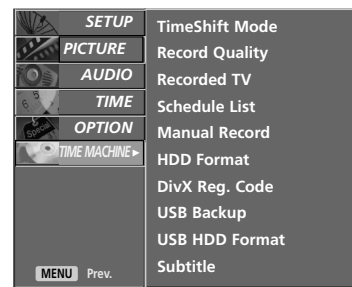 SETUP
PICTURE
AUDIO
TIME
OPTION
TIME MACHINE ►
MENU Prev.
TimeShift Mode
Record Quality
Recorded TV
Schedule List
Manual Record
HDD Format
DivX Reg. Code
USB Backup
USB HDD Format
Subtitle